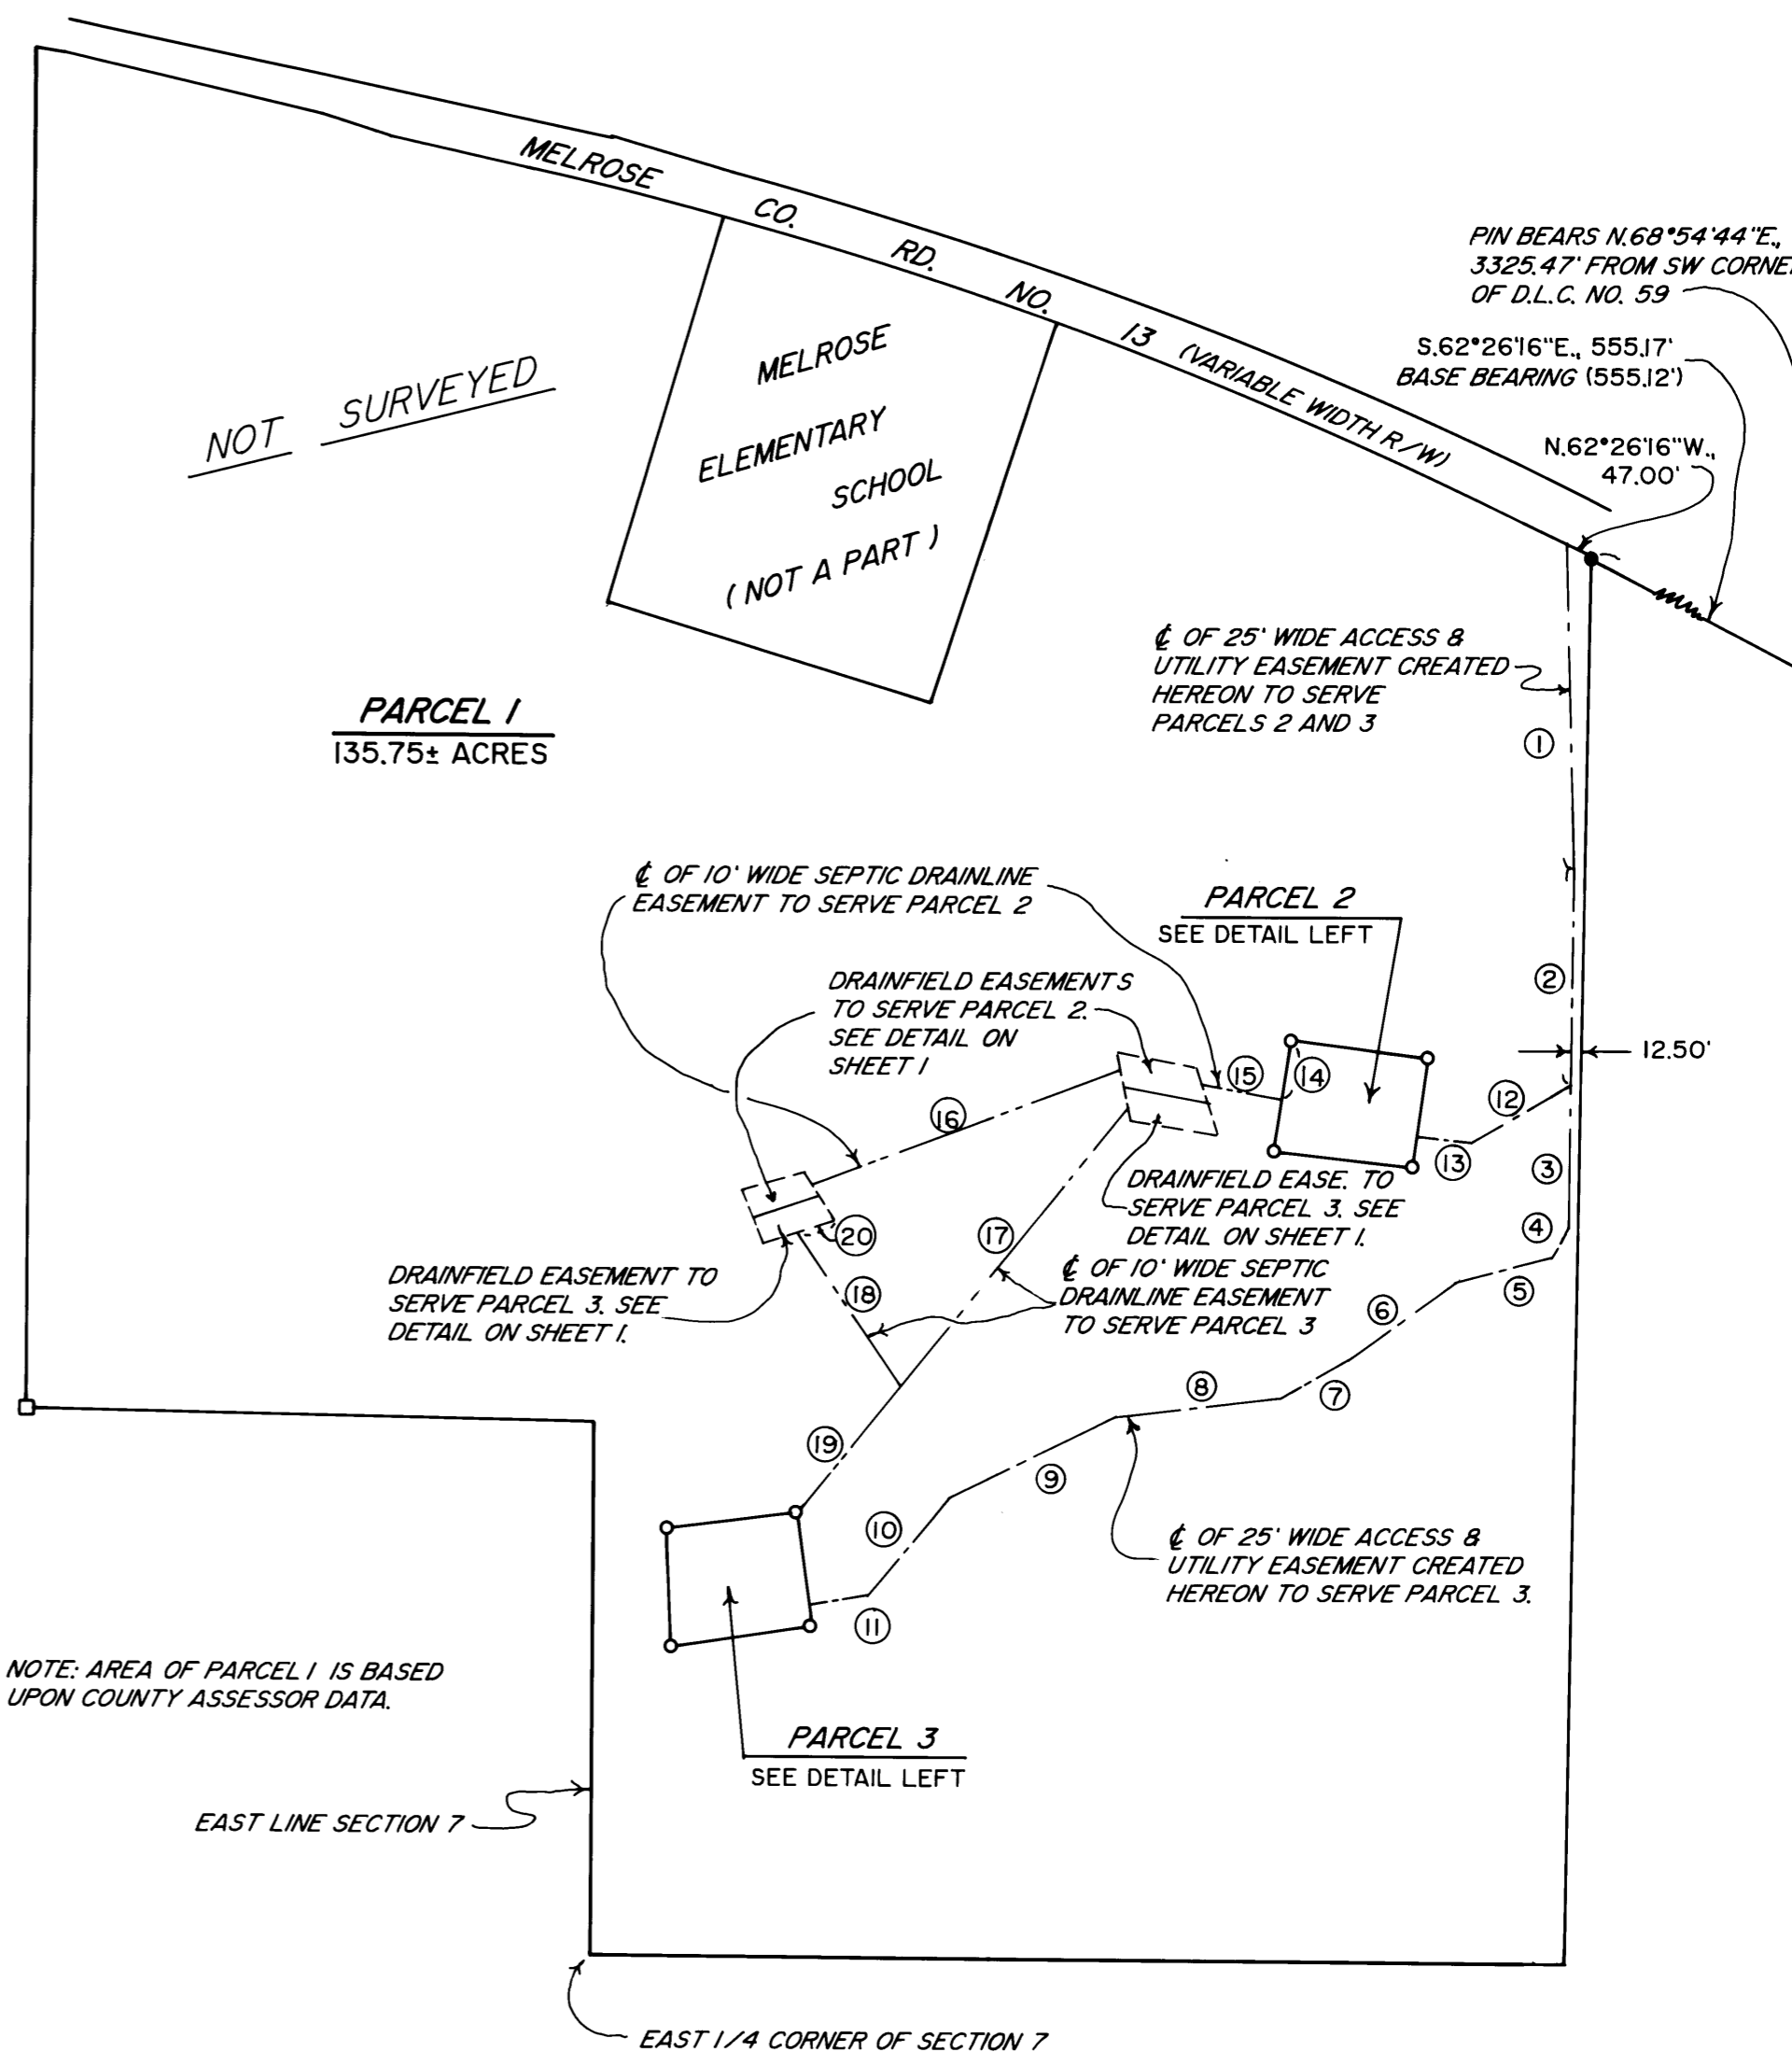 MELROSE CO. RD. NO. 13 (VARIABLE WIDTH R/W)
PIN BEARS N.68°54'44"E.,
3325.47' FROM SW CORNE
OF D.L.C. NO. 59
S.62°26'16"E., 555.17'
BASE BEARING (555.12')
N.62°26'16"W.,
47.00'
NOT SURVEYED
MELROSE
ELEMENTARY
SCHOOL
(NOT A PART)
℄ OF 25' WIDE ACCESS &
UTILITY EASEMENT CREATED
HEREON TO SERVE
PARCELS 2 AND 3
PARCEL 1
135.75± ACRES
1
℄ OF 10' WIDE SEPTIC DRAINLINE
EASEMENT TO SERVE PARCEL 2
PARCEL 2
SEE DETAIL LEFT
DRAINFIELD EASEMENTS
TO SERVE PARCEL 2.
SEE DETAIL ON
SHEET 1
2
12.50'
15
14
12
16
13
3
DRAINFIELD EASE. TO
SERVE PARCEL 3. SEE
DETAIL ON SHEET 1.
20
17
4
DRAINFIELD EASEMENT TO
SERVE PARCEL 3. SEE
DETAIL ON SHEET 1.
18
℄ OF 10' WIDE SEPTIC
DRAINLINE EASEMENT
TO SERVE PARCEL 3
5
6
8
7
19
9
10
11
℄ OF 25' WIDE ACCESS &
UTILITY EASEMENT CREATED
HEREON TO SERVE PARCEL 3.
NOTE: AREA OF PARCEL 1 IS BASED
UPON COUNTY ASSESSOR DATA.
PARCEL 3
SEE DETAIL LEFT
EAST LINE SECTION 7
EAST 1/4 CORNER OF SECTION 7